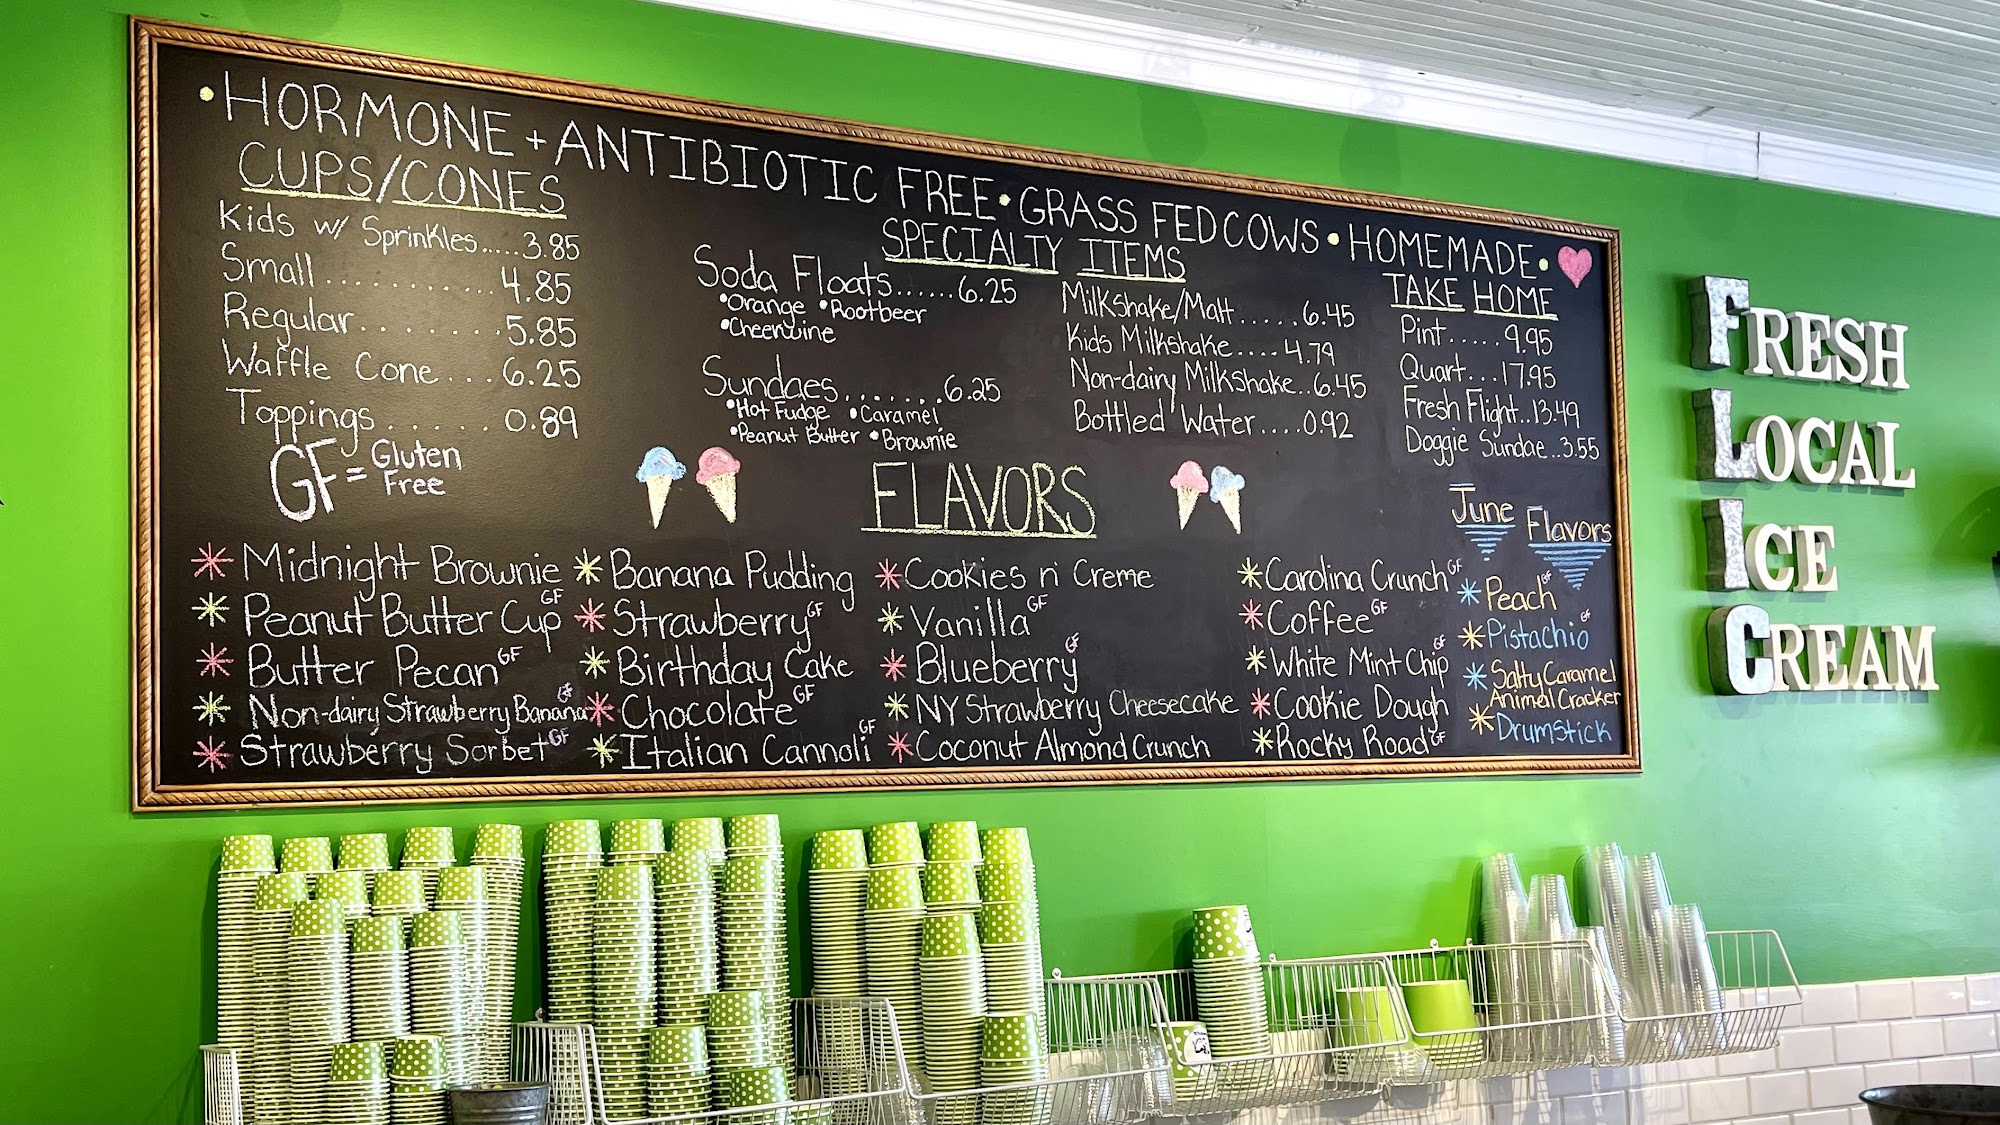 • HORMONE + ANTIBIOTIC FREE • GRASS FED COWS • HOMEMADE •
CUPS/CONES
Kids w/ Sprinkles.....3.85
Small............4.85
Regular........5.85
Waffle Cone...6.25
Toppings......0.89
GF = Gluten
Free
SPECIALTY ITEMS
Soda Floats......6.25
•Orange •Rootbeer
•Cheerwine
Sundaes.......6.25
•Hot Fudge •Caramel
•Peanut Butter •Brownie
Milkshake/Malt.....6.45
Kids Milkshake....4.79
Non-dairy Milkshake..6.45
Bottled Water....0.92
TAKE HOME
Pint.....9.95
Quart...17.95
Fresh Flight..13.49
Doggie Sundae..3.55
FLAVORS
* Midnight Brownie
* Peanut Butter Cup GF
* Butter Pecan GF
* Non-dairy Strawberry Banana GF
* Strawberry Sorbet GF
* Banana Pudding
* Strawberry GF
* Birthday Cake
* Chocolate GF
* Italian Cannoli GF
* Cookies n' Creme
* Vanilla GF
* Blueberry GF
* NY Strawberry Cheesecake
* Coconut Almond Crunch
* Carolina Crunch GF
* Coffee GF
* White Mint Chip GF
* Cookie Dough
* Rocky Road GF
June Flavors
* Peach GF
* Pistachio GF
* Salty Caramel
Animal Cracker
* Drumstick
FRESH
LOCAL
ICE
CREAM